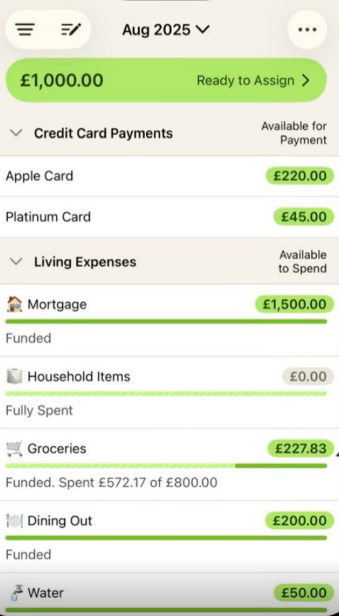 Aug 2025
£1,000.00 Ready to Assign
Credit Card Payments Available for
Payment
Apple Card £220.00
Platinum Card £45.00
Living Expenses Available
to Spend
Mortgage £1,500.00
Funded
Household Items £0.00
Fully Spent
Groceries £227.83
Funded. Spent £572.17 of £800.00
Dining Out £200.00
Funded
Water £50.00